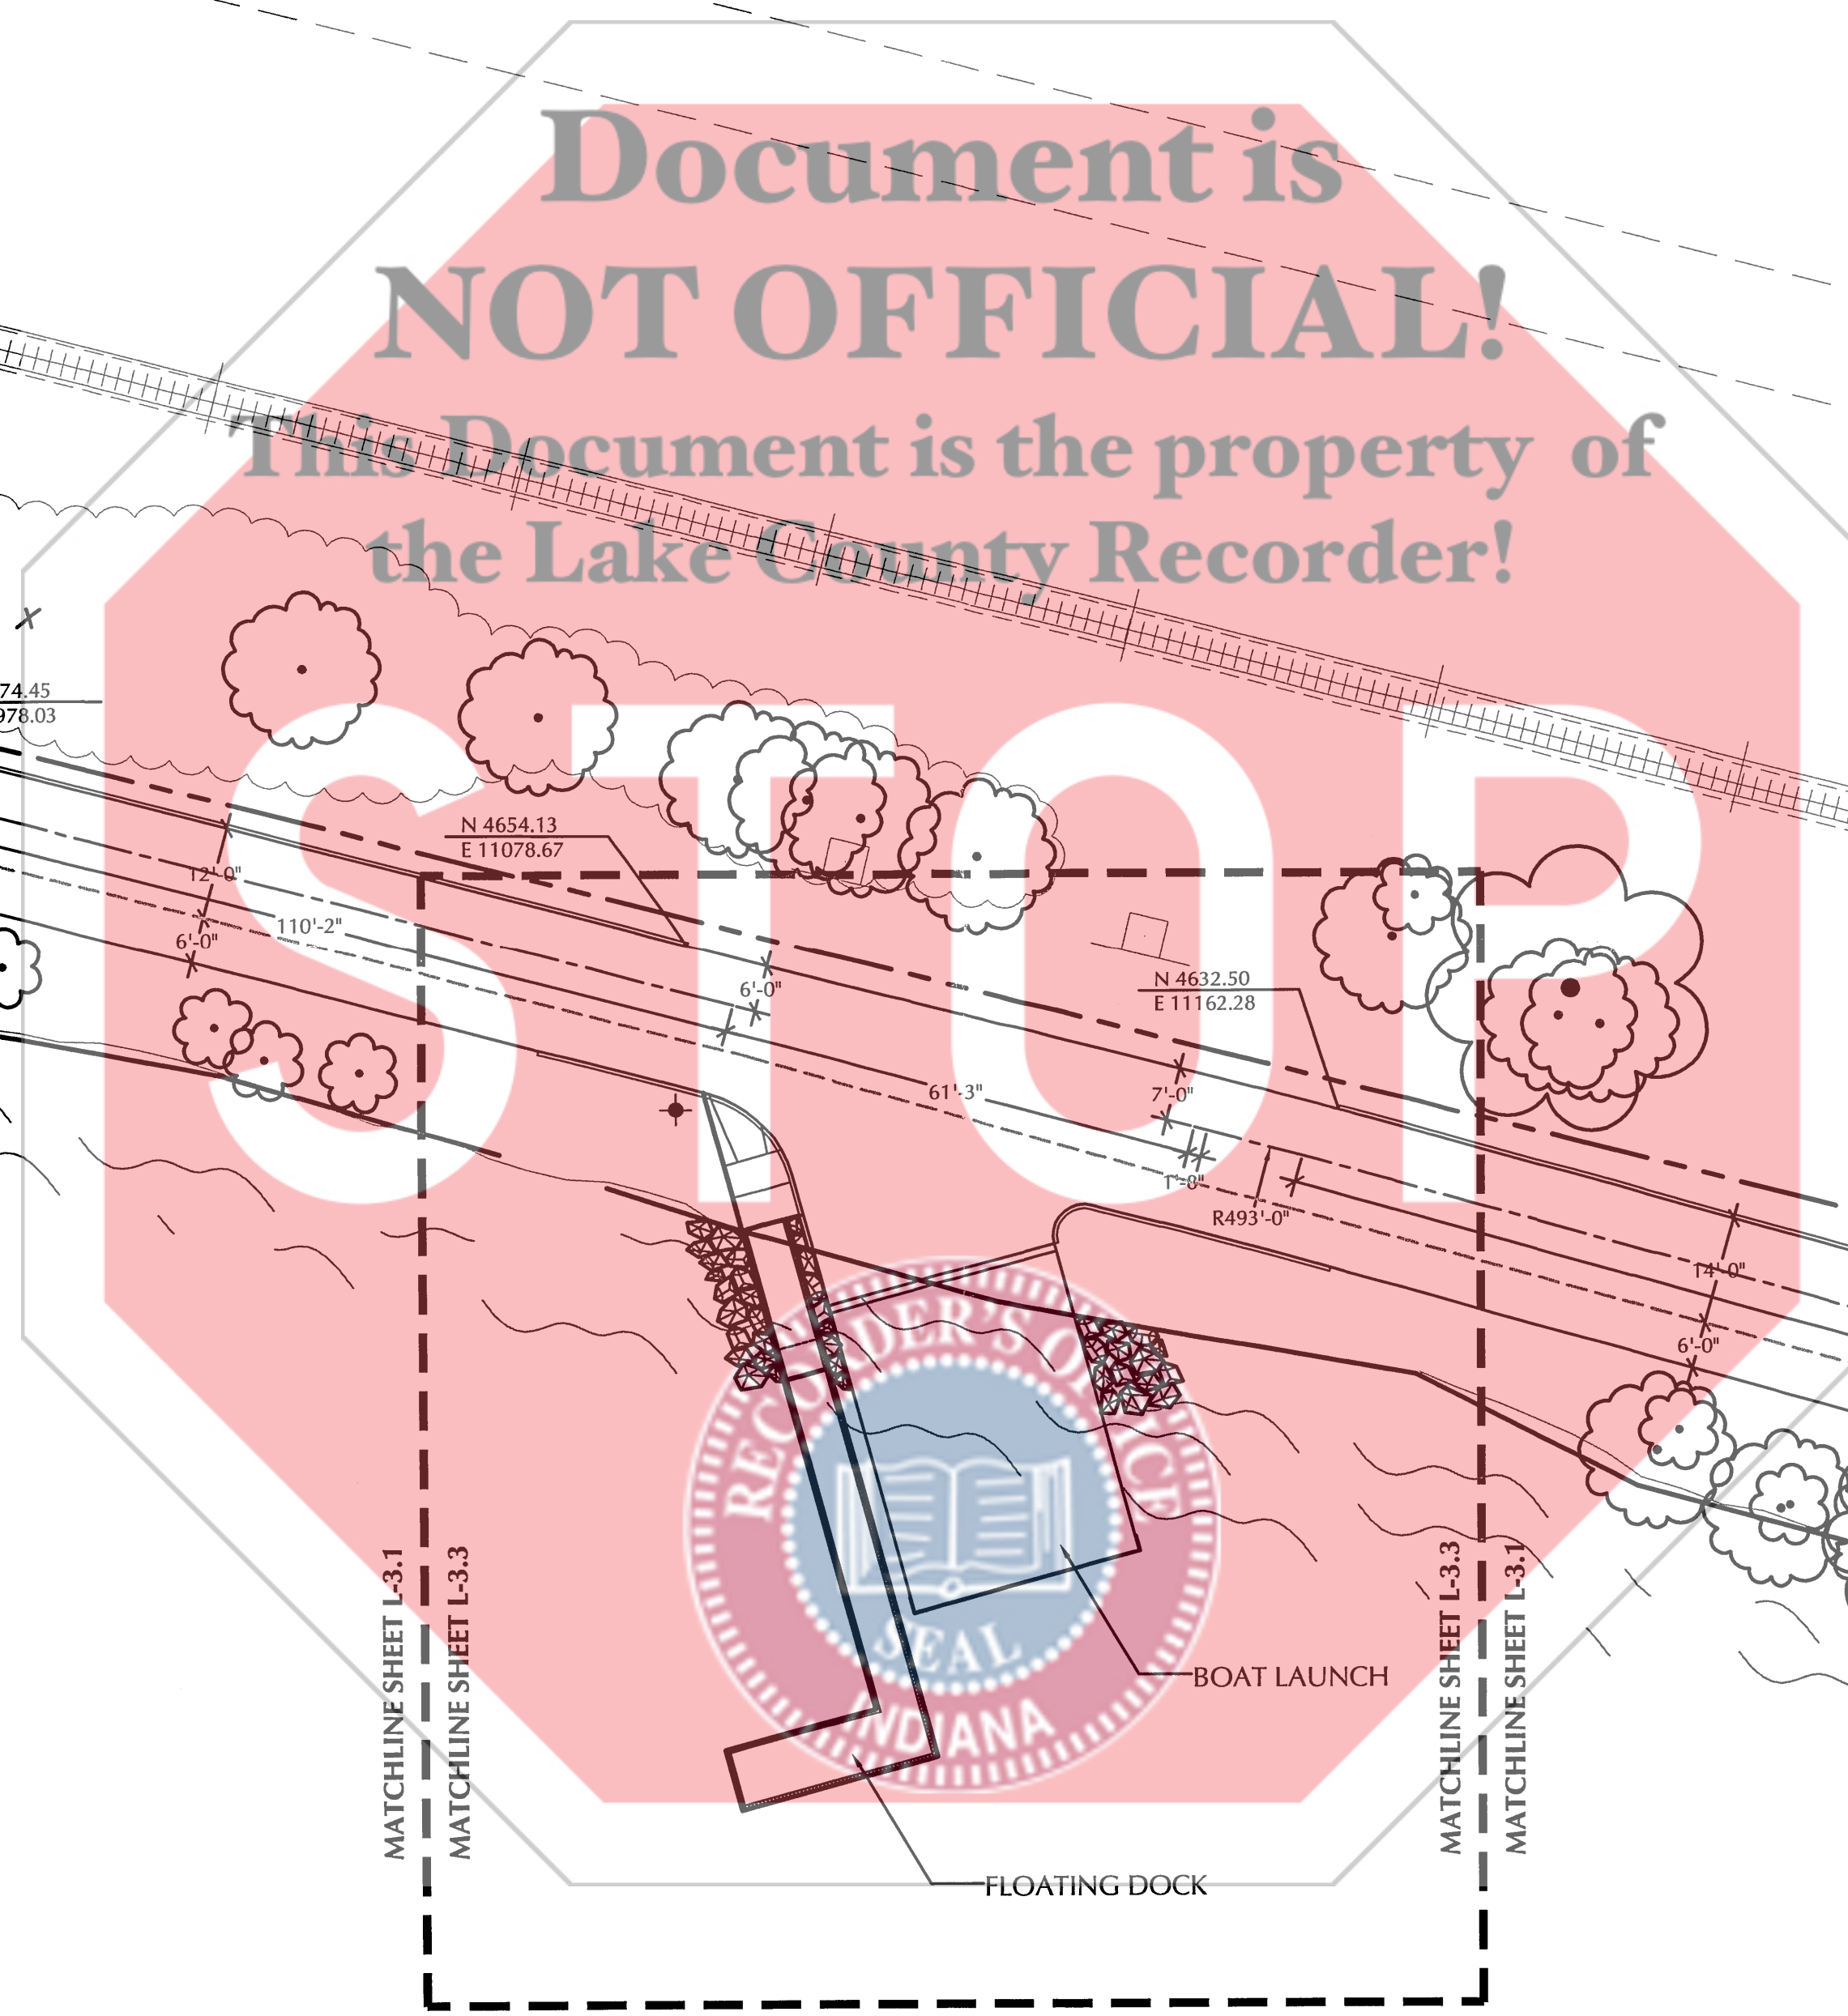 Document is
NOT OFFICIAL!
This Document is the property of
the Lake County Recorder!
STOP
74.45
978.03
N 4654.13
E 11078.67
12'-0"
110'-2"
6'-0"
6'-0"
N 4632.50
E 11162.28
61'-3"
7'-0"
1'-8"
R493'-0"
14'-0"
6'-0"
RECORDER'S OFFICE
SEAL
INDIANA
MATCHLINE SHEET L-3.1
MATCHLINE SHEET L-3.3
MATCHLINE SHEET L-3.3
MATCHLINE SHEET L-3.1
BOAT LAUNCH
FLOATING DOCK